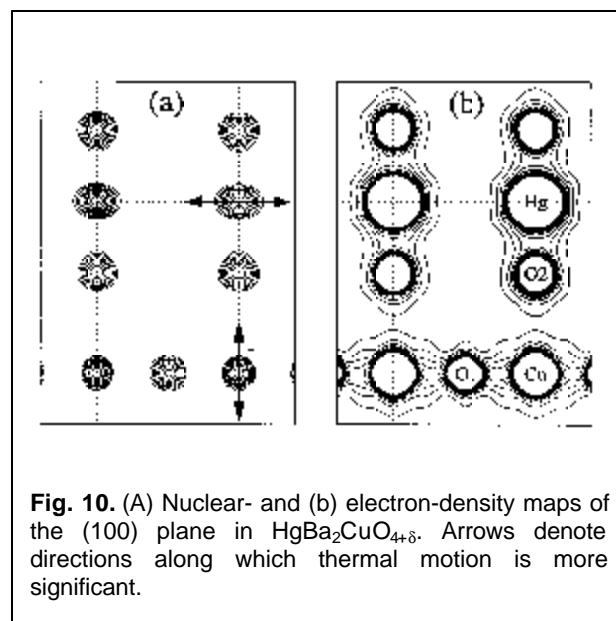 (a)
(b)
Hg
O2
O
Cu
Fig. 10. (A) Nuclear- and (b) electron-density maps of
the (100) plane in HgBa₂CuO₄₊δ. Arrows denote
directions along which thermal motion is more
significant.